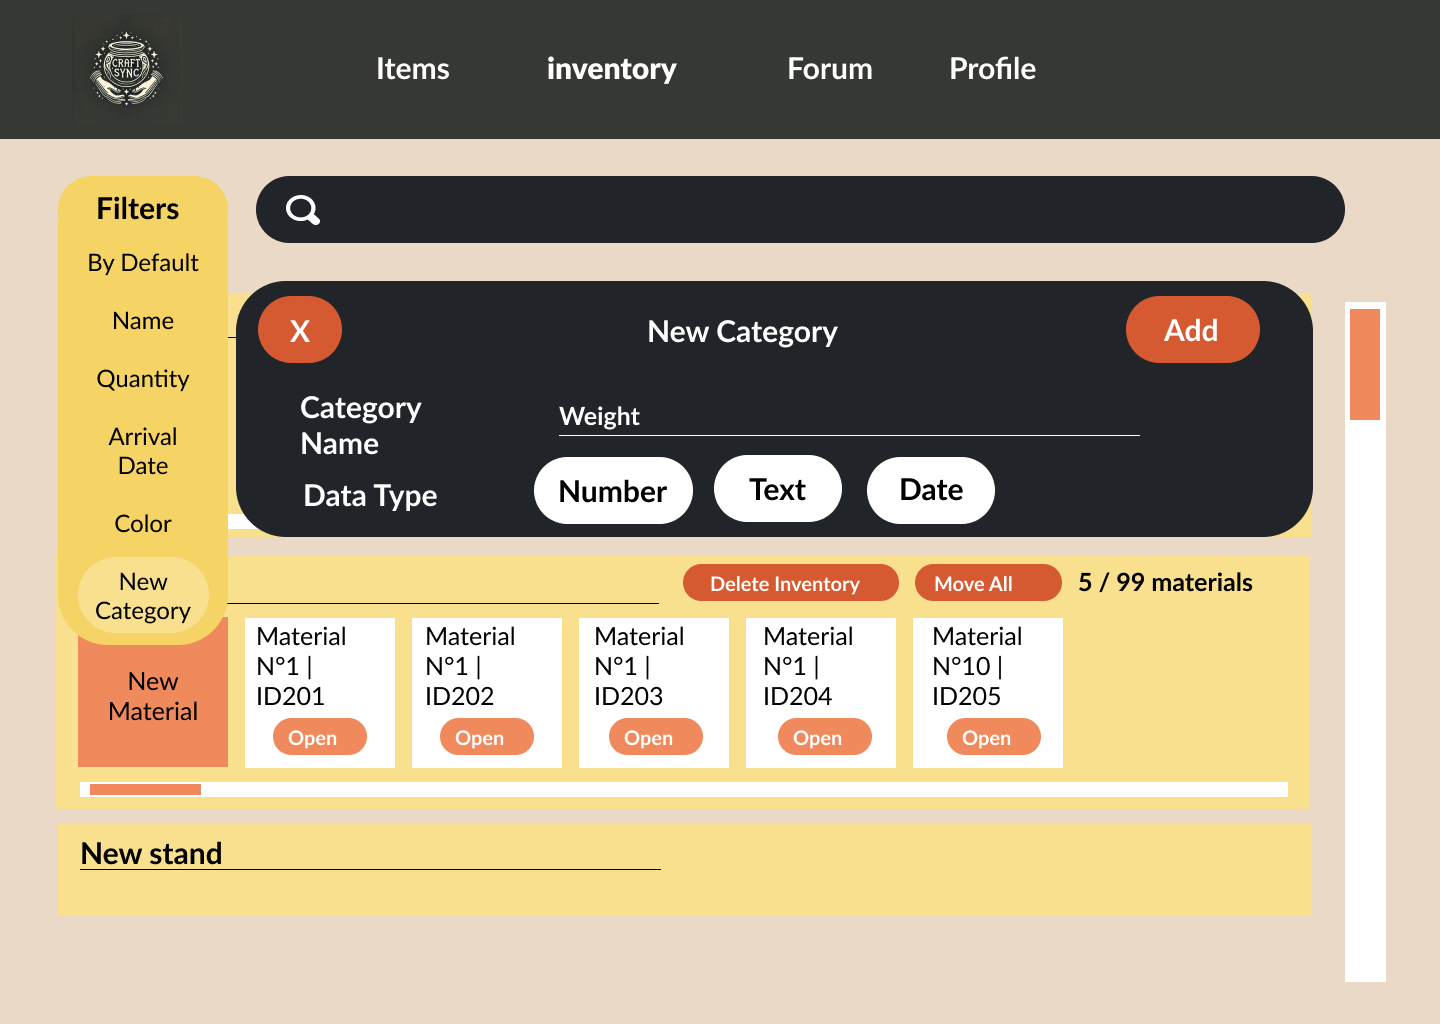 CRAFT
SYNC
Items
inventory
Forum
Profile
Filters
By Default
Name
Quantity
Arrival
Date
Color
New
Category
X
New Category
Add
Category
Name
Weight
Data Type
Number
Text
Date
Delete Inventory
Move All
5 / 99 materials
New
Material
Material
N°1 |
ID201
Open
Material
N°1 |
ID202
Open
Material
N°1 |
ID203
Open
Material
N°1 |
ID204
Open
Material
N°10 |
ID205
Open
New stand